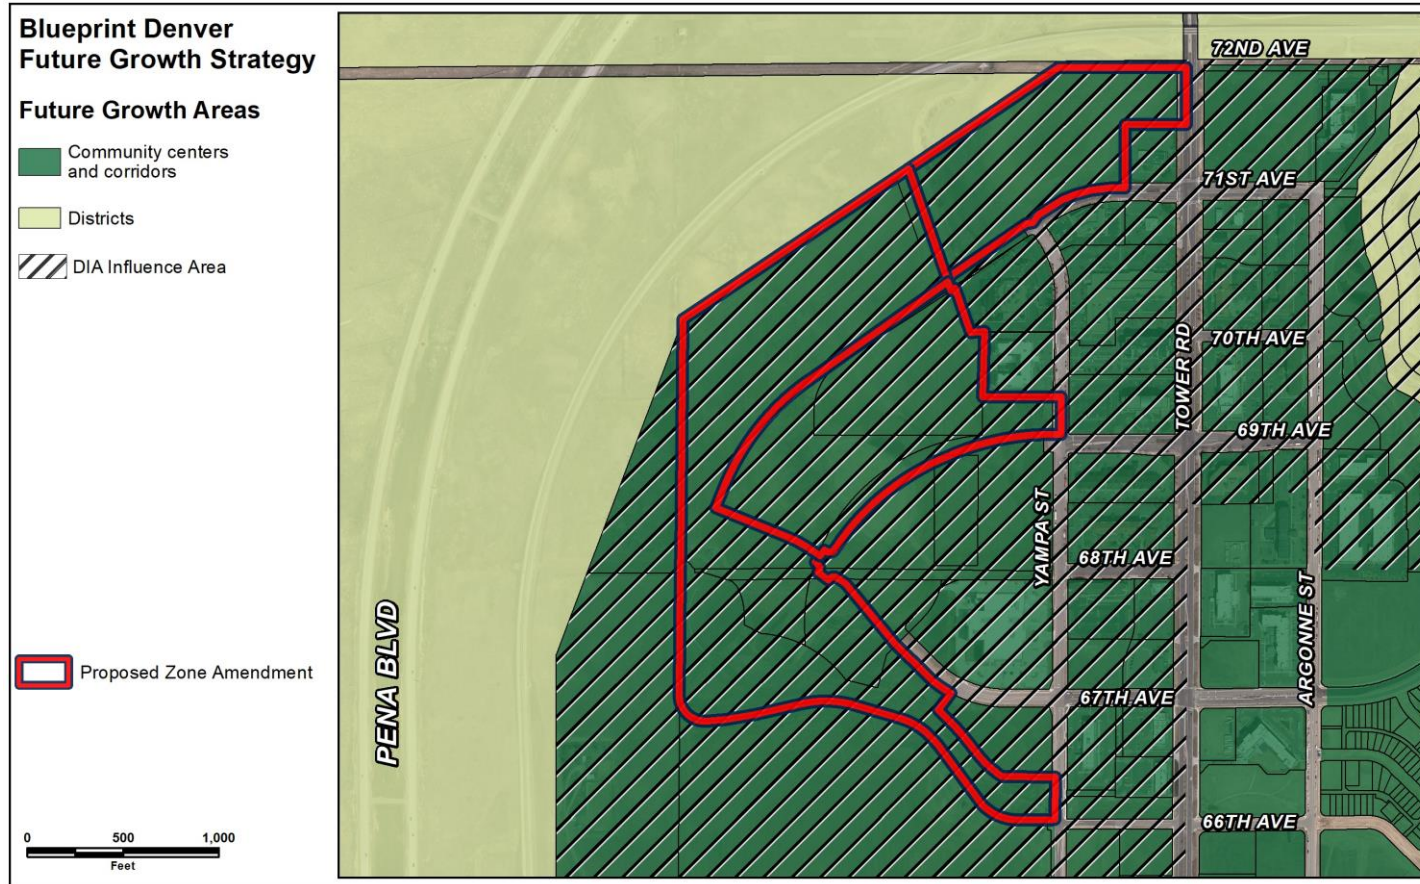 Blueprint Denver
Future Growth Strategy
Future Growth Areas
Community centers
and corridors
Districts
DIA Influence Area
Proposed Zone Amendment
0 500 1,000
Feet
72ND AVE
71ST AVE
70TH AVE
TOWER RD
69TH AVE
YAMPA ST
68TH AVE
ARGONNE ST
PENA BLVD
67TH AVE
66TH AVE